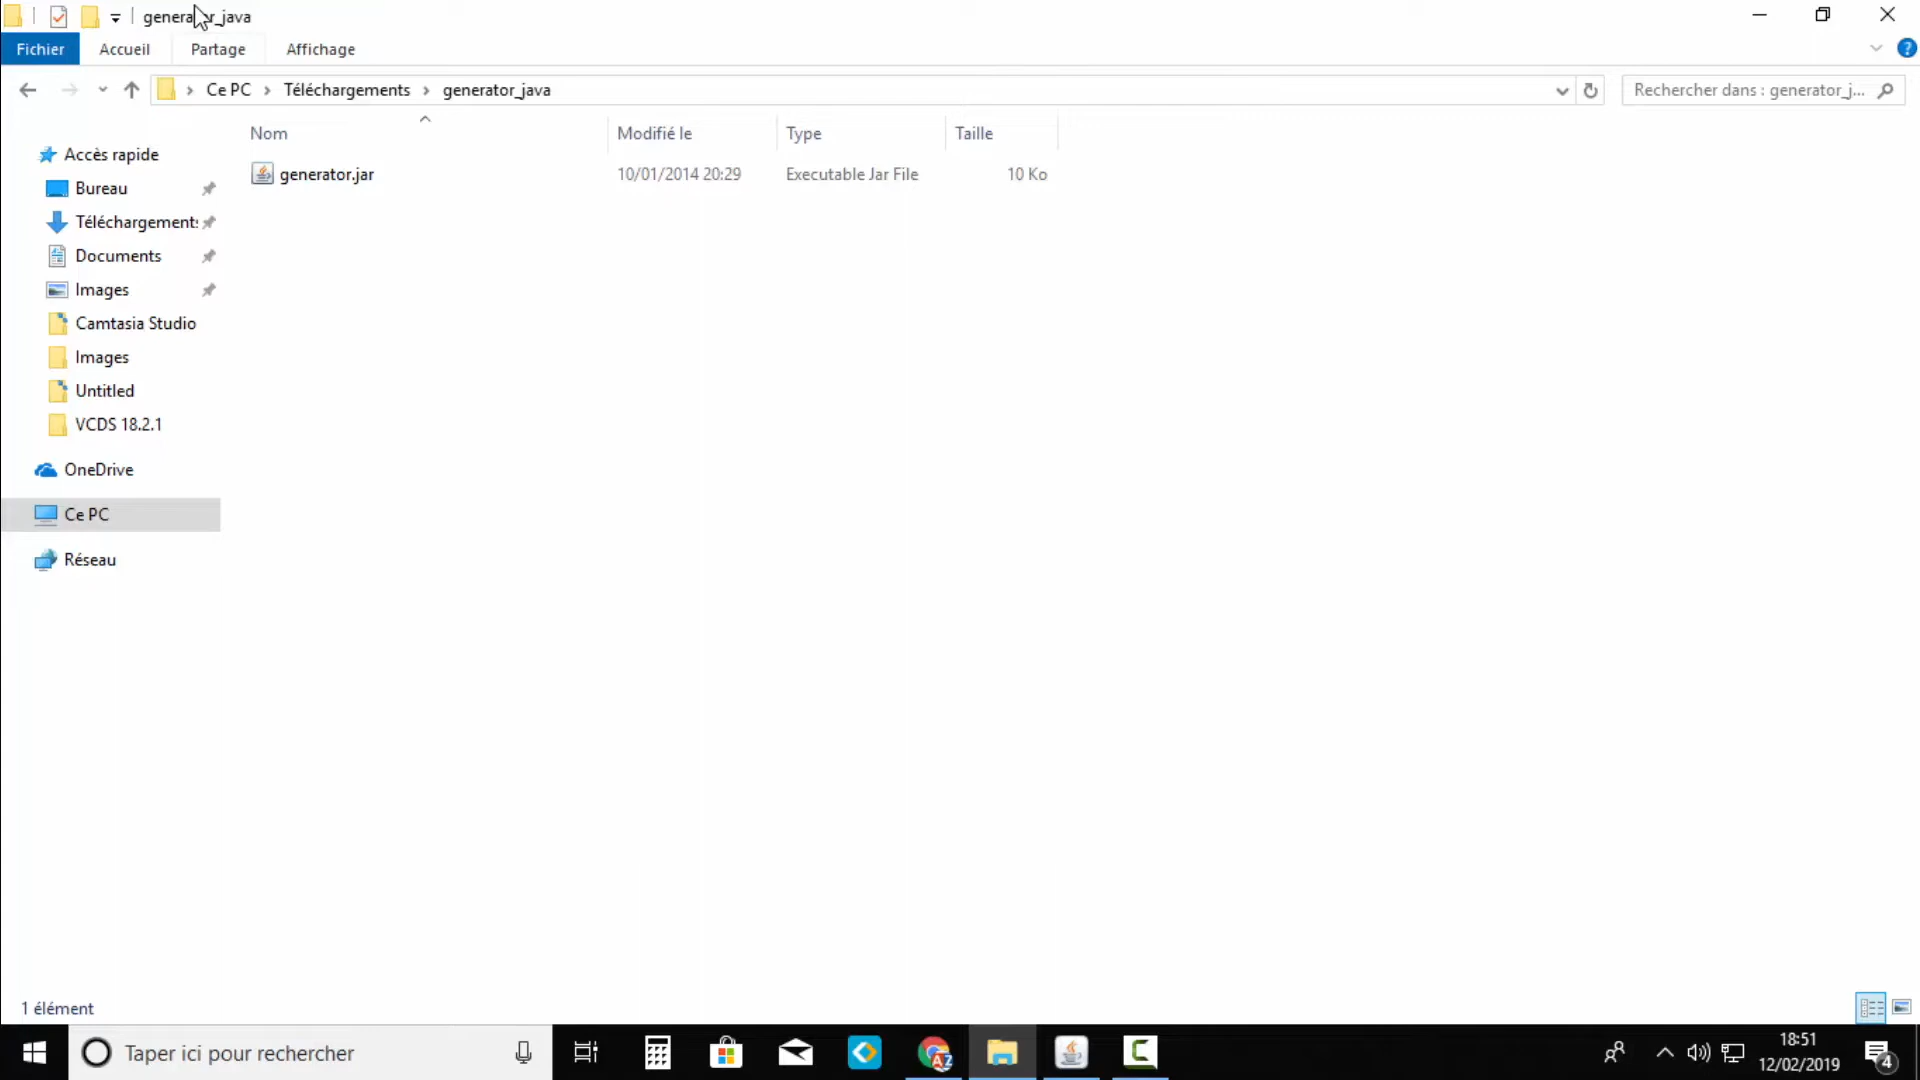 generator_java
Fichier Accueil Partage Affichage
Ce PC Téléchargements generator_java Rechercher dans : generator_j...
Nom Modifié le Type Taille
generator.jar 10/01/2014 20:29 Executable Jar File 10 Ko
Accès rapide
Bureau
Téléchargements
Documents
Images
Camtasia Studio
Images
Untitled
VCDS 18.2.1
OneDrive
Ce PC
Réseau
1 élément
Taper ici pour rechercher
AZ
18:51
12/02/2019
4